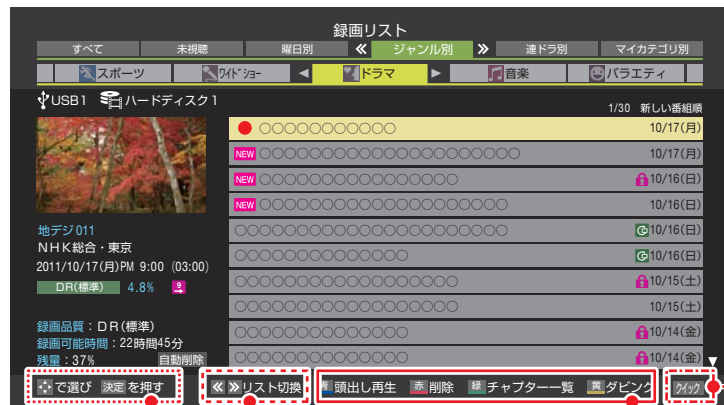 録画リスト
すべて 未視聴 曜日別 ≪ ジャンル別 ≫ 連ドラ別 マイカテゴリ別
スポーツ ワイドショー ◀ ドラマ ▶ 音楽 バラエティ
USB1 ハードディスク1
1/30 新しい番組順
○○○○○○○○○○○ 10/17(月)
NEW ○○○○○○○○○○○○○○○○○○○○○ 10/17(月)
NEW ○○○○○○○○○○○○○○○○ 10/16(日)
NEW ○○○○○○○○○○○○○○○○○○○○ 10/16(日)
○○○○○○○○○○○○○○○○○○○○○○ 10/16(日)
○○○○○○○○○○○○○○ 10/16(日)
○○○○○○○○○○○○○○○○○○ 10/15(土)
○○○○○○○○○○○○○○○○○○ 10/15(土)
○○○○○○○○○○○○○○ 10/14(金)
○○○○○○○○○○○○○○○○○○ 10/14(金)
地デジ011
NHK総合・東京
2011/10/17(月)PM 9:00 (03:00)
DR(標準) 4.8% 9
録画品質:DR(標準)
録画可能時間:22時間45分
残量:37% 自動削除
で選び 決定 を押す ≪ ≫ リスト切換 青 頭出し再生 赤 削除 緑 チャプター一覧 黄 ダビング クイック